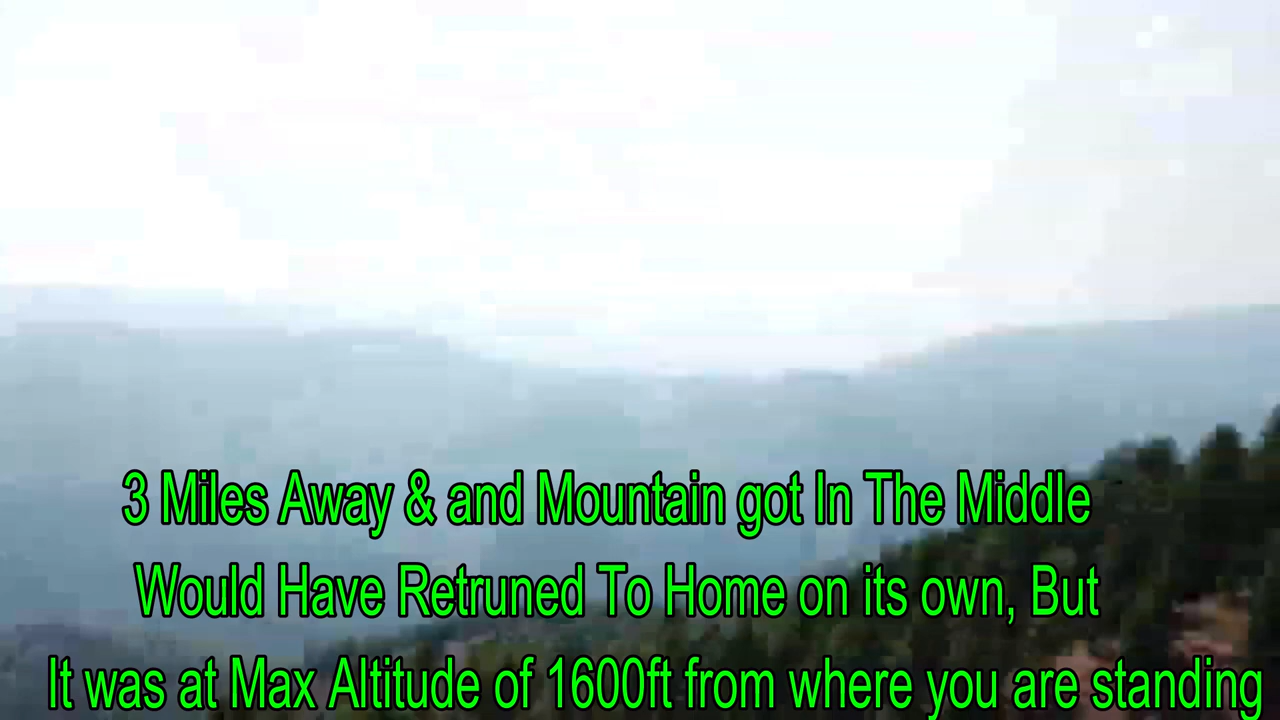 3 Miles Away & and Mountain got In The Middle
Would Have Retruned To Home on its own, But
It was at Max Altitude of 1600ft from where you are standing